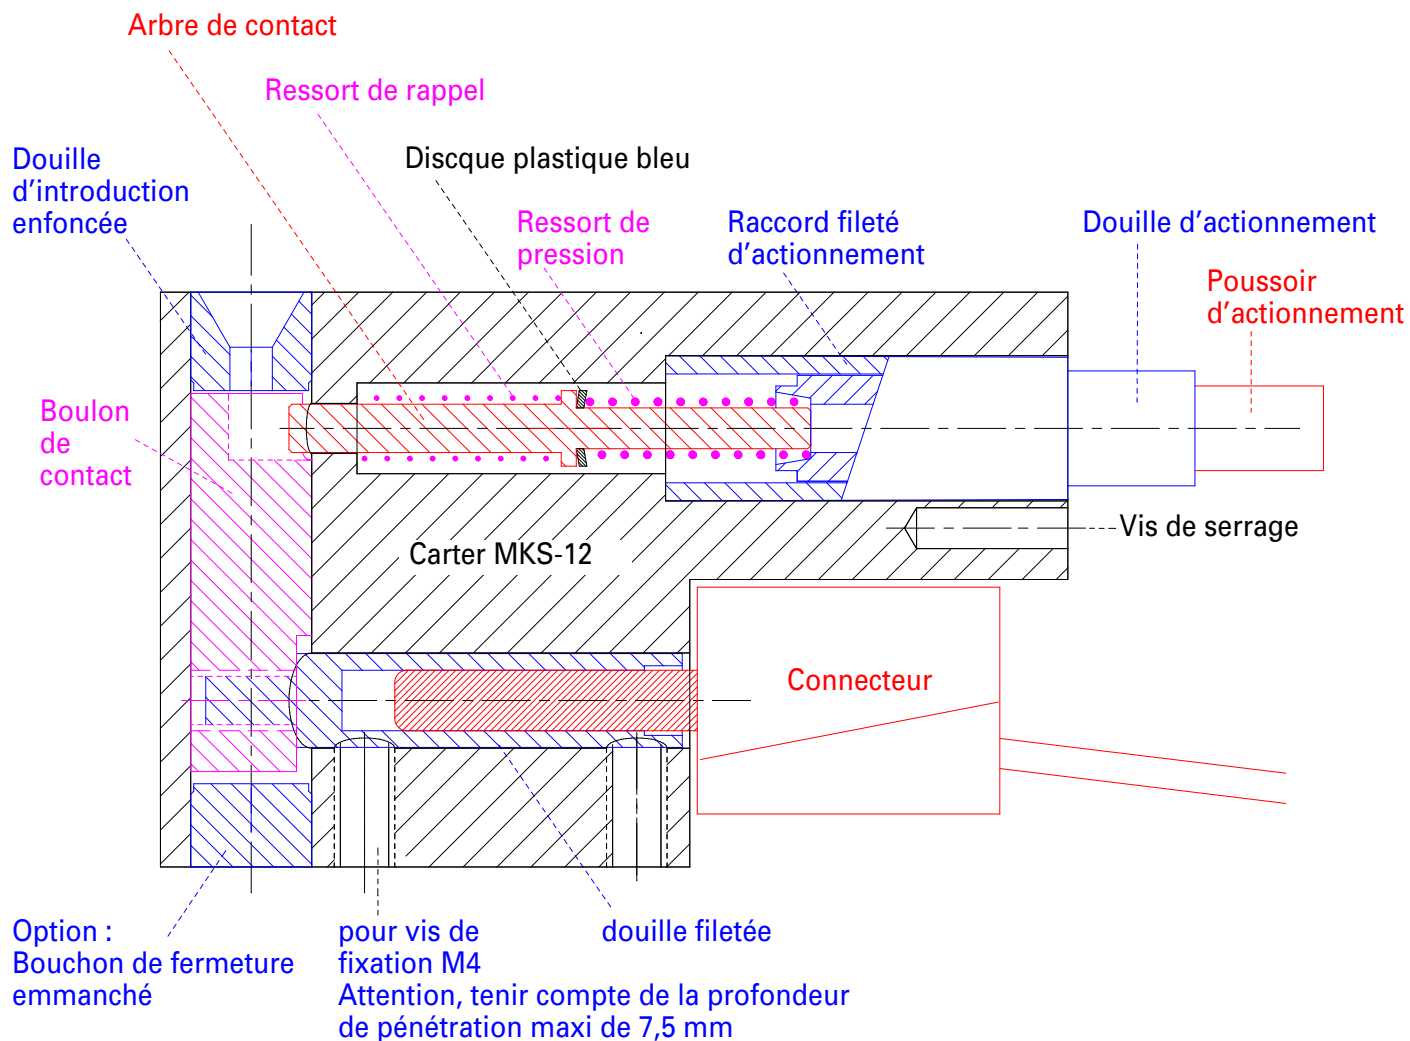 Arbre de contact
Ressort de rappel
Douille
d’introduction
enfoncée
Discque plastique bleu
Ressort de
pression
Raccord fileté
d’actionnement
Douille d’actionnement
Poussoir
d’actionnement
Boulon
de
contact
Vis de serrage
Carter MKS-12
Connecteur
Option :
Bouchon de fermeture
emmanché
pour vis de
fixation M4
Attention, tenir compte de la profondeur
de pénétration maxi de 7,5 mm
douille filetée